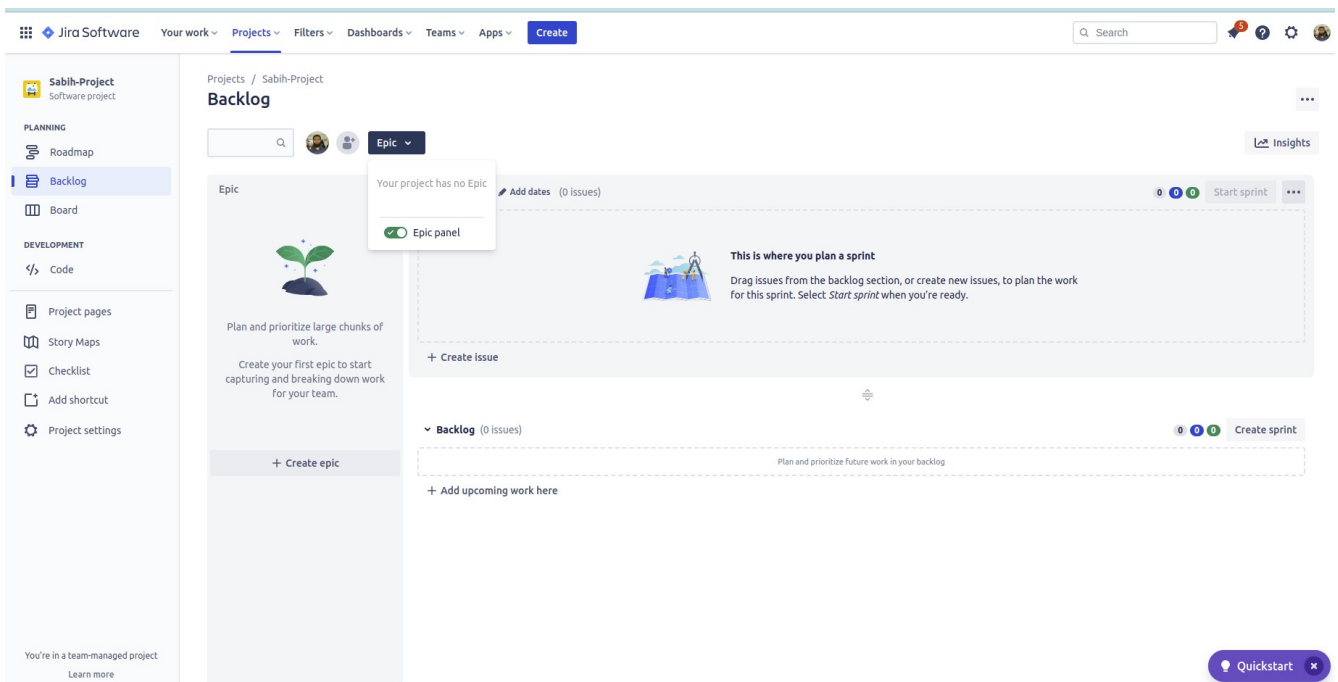 Jira Software
Your work
Projects
Filters
Dashboards
Teams
Apps
Create
Search
5
Sabih-Project
Software project
PLANNING
Roadmap
Backlog
Board
DEVELOPMENT
Code
Project pages
Story Maps
Checklist
Add shortcut
Project settings
You're in a team-managed project
Learn more
Projects / Sabih-Project
Backlog
Epic
Insights
Your project has no Epic
Epic panel
Epic
Plan and prioritize large chunks of
work.
Create your first epic to start
capturing and breaking down work
for your team.
+ Create epic
Add dates (0 issues)
0 0 0 Start sprint
This is where you plan a sprint
Drag issues from the backlog section, or create new issues, to plan the work
for this sprint. Select Start sprint when you're ready.
+ Create issue
Backlog (0 issues)
0 0 0 Create sprint
Plan and prioritize future work in your backlog
+ Add upcoming work here
Quickstart